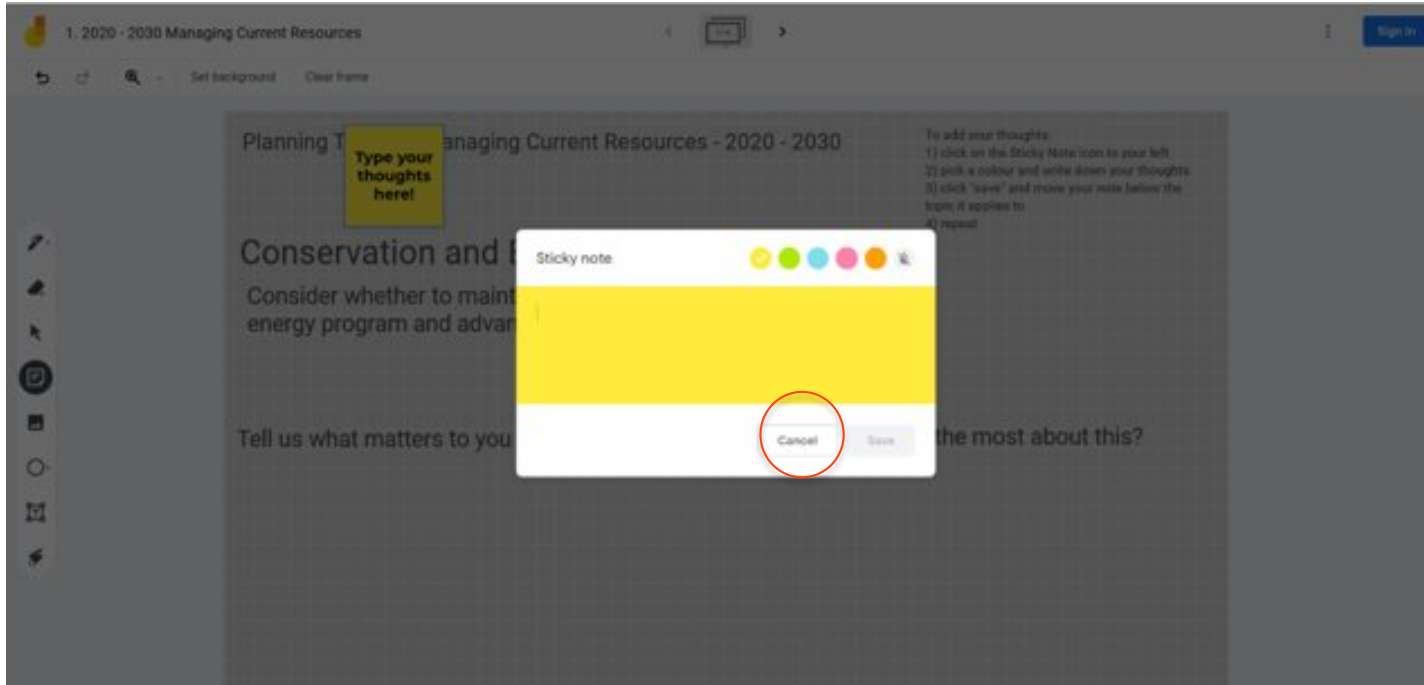 1. 2020 - 2030 Managing Current Resources
Sign in
Set background
Clear frame
Planning T
anaging Current Resources - 2020 - 2030
Type your
thoughts
here!
To add your thoughts:
1) click on the Sticky Note icon to your left
2) pick a colour and write down your thoughts
3) click "save" and move your note below the
topic it applies to
4) repeat
Conservation and E
Consider whether to maint
energy program and advan
Sticky note
Cancel
Save
Tell us what matters to you
the most about this?